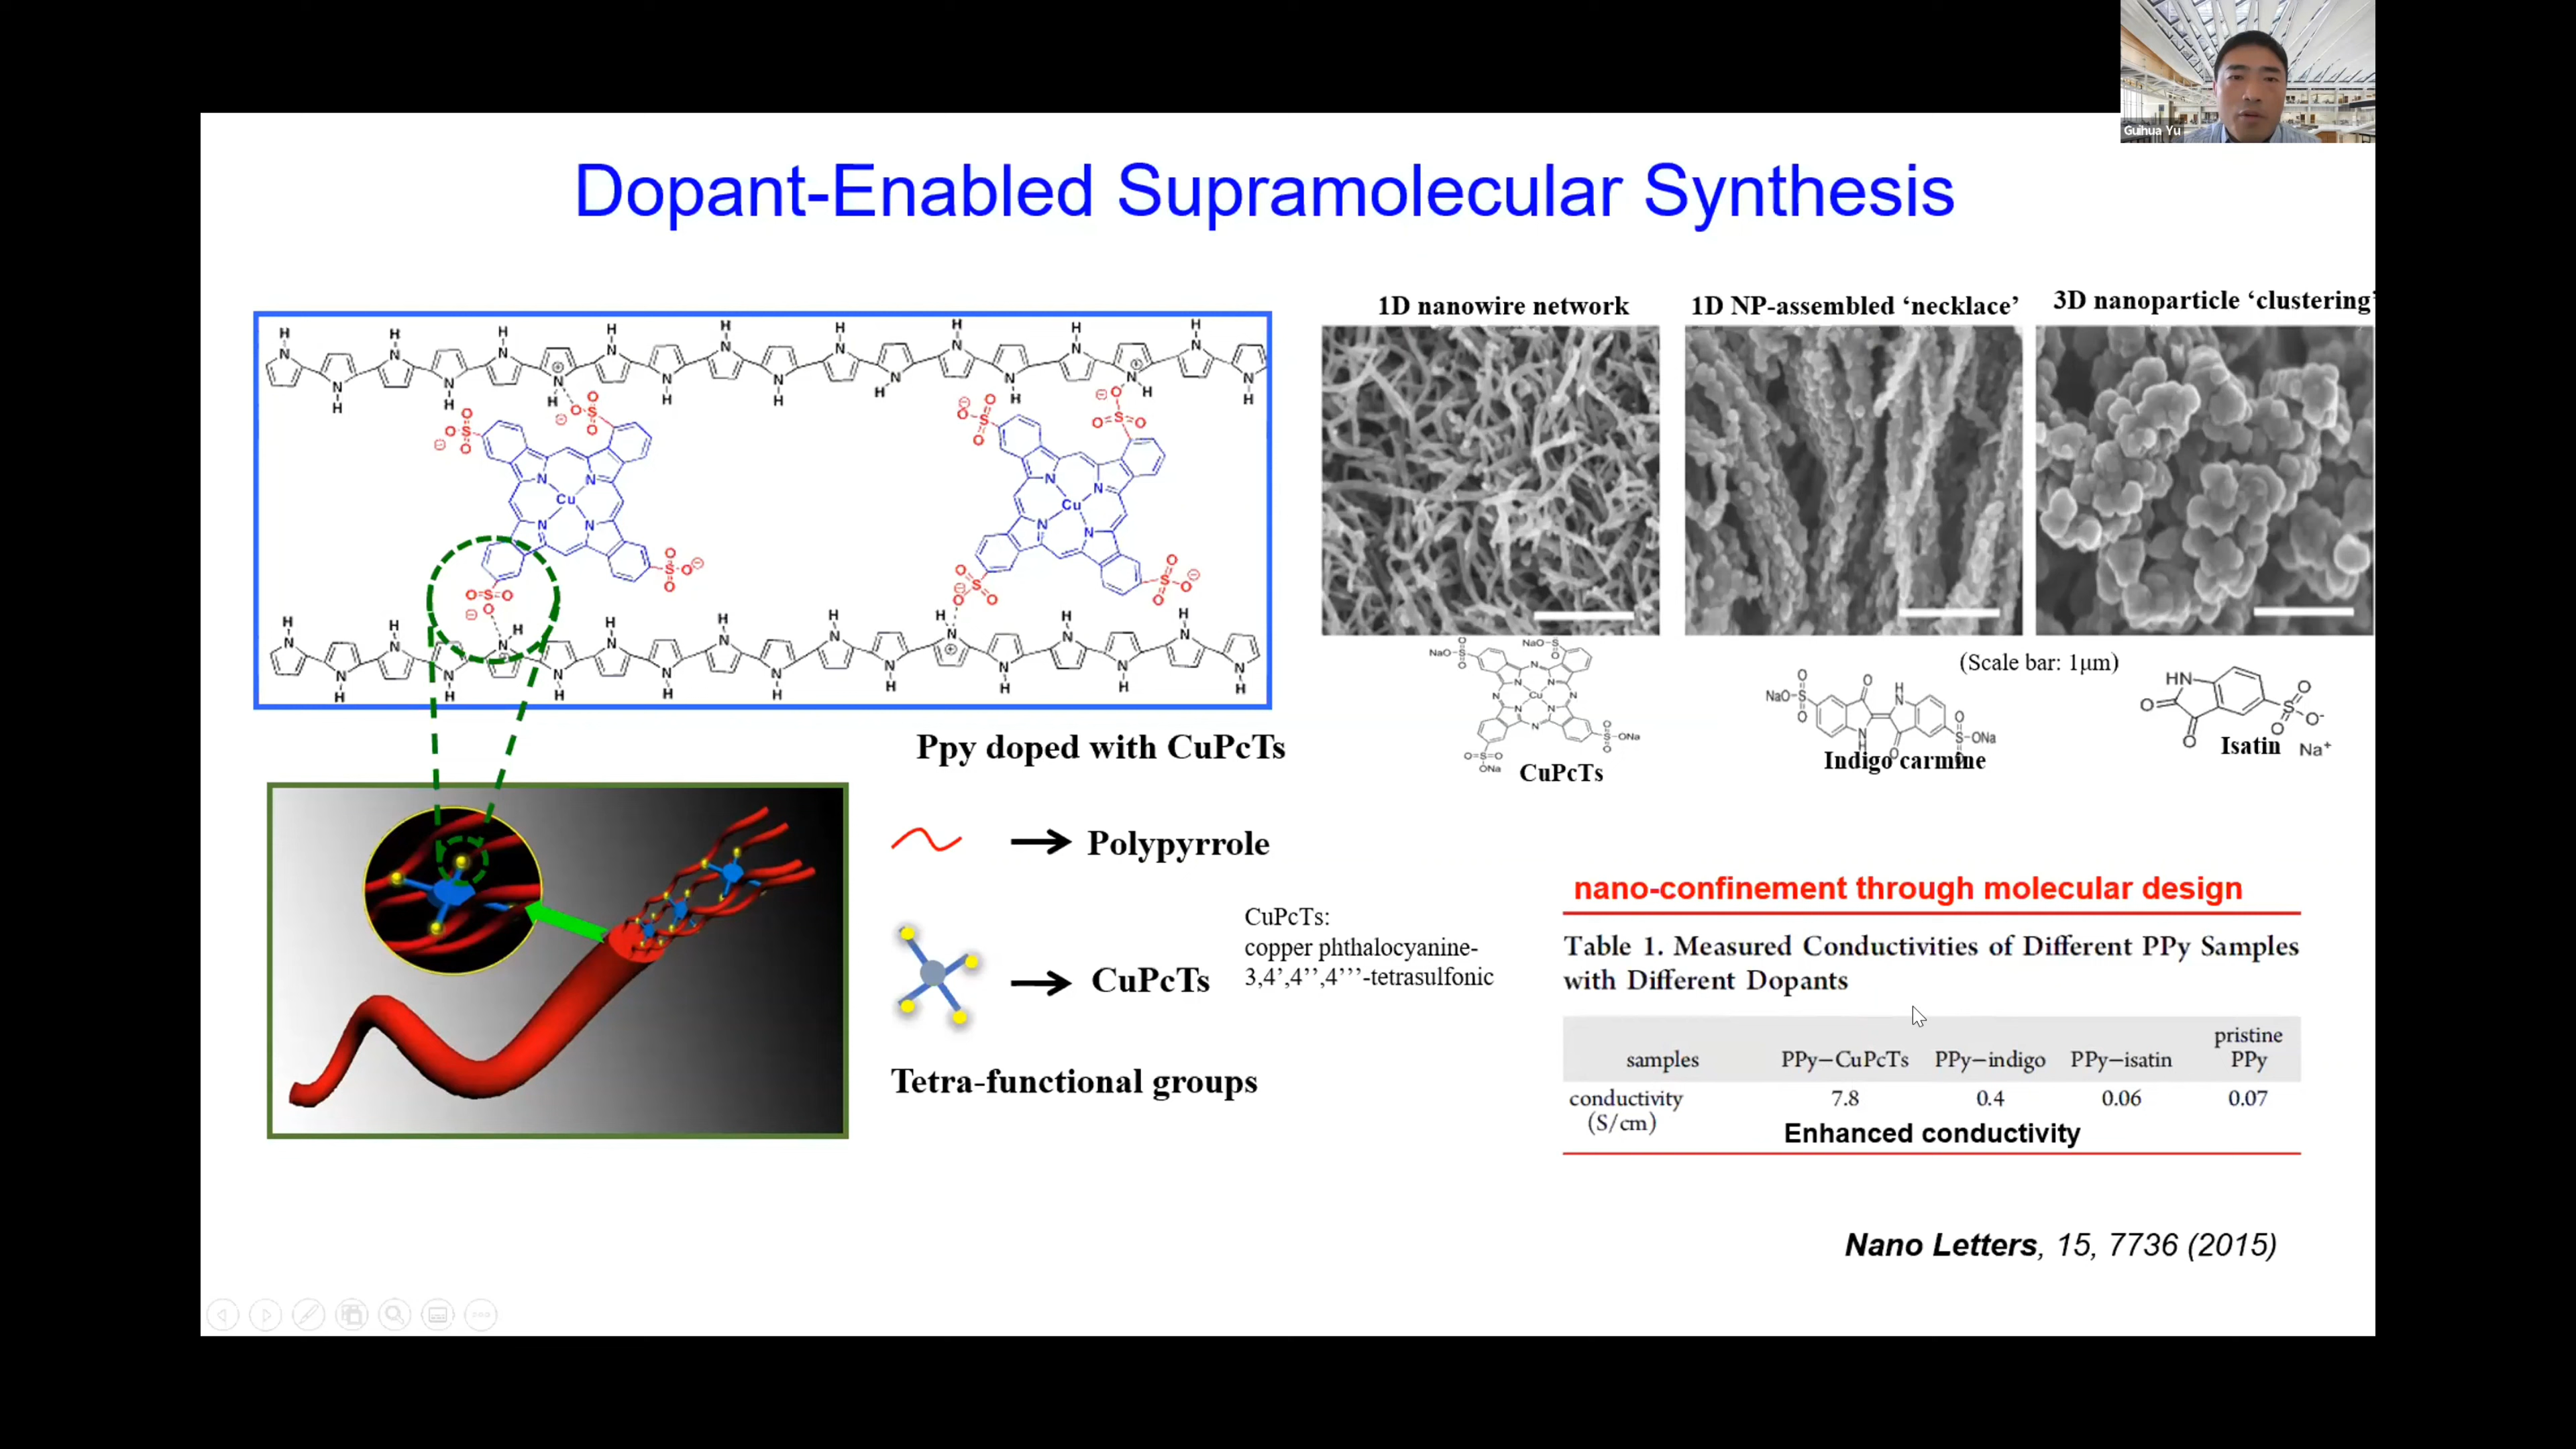 Guihua Yu
Dopant-Enabled Supramolecular Synthesis
1D nanowire network
1D NP-assembled ‘necklace’
3D nanoparticle ‘clustering’
(Scale bar: 1μm)
CuPcTs
Indigo carmine
Isatin
Na⁺
Ppy doped with CuPcTs
Polypyrrole
CuPcTs
CuPcTs:
copper phthalocyanine-
3,4’,4’’,4’’’-tetrasulfonic
Tetra-functional groups
nano-confinement through molecular design
Table 1. Measured Conductivities of Different PPy Samples
with Different Dopants
samples PPy−CuPcTs PPy−indigo PPy−isatin pristine PPy
conductivity (S/cm) 7.8 0.4 0.06 0.07
Enhanced conductivity
Nano Letters, 15, 7736 (2015)